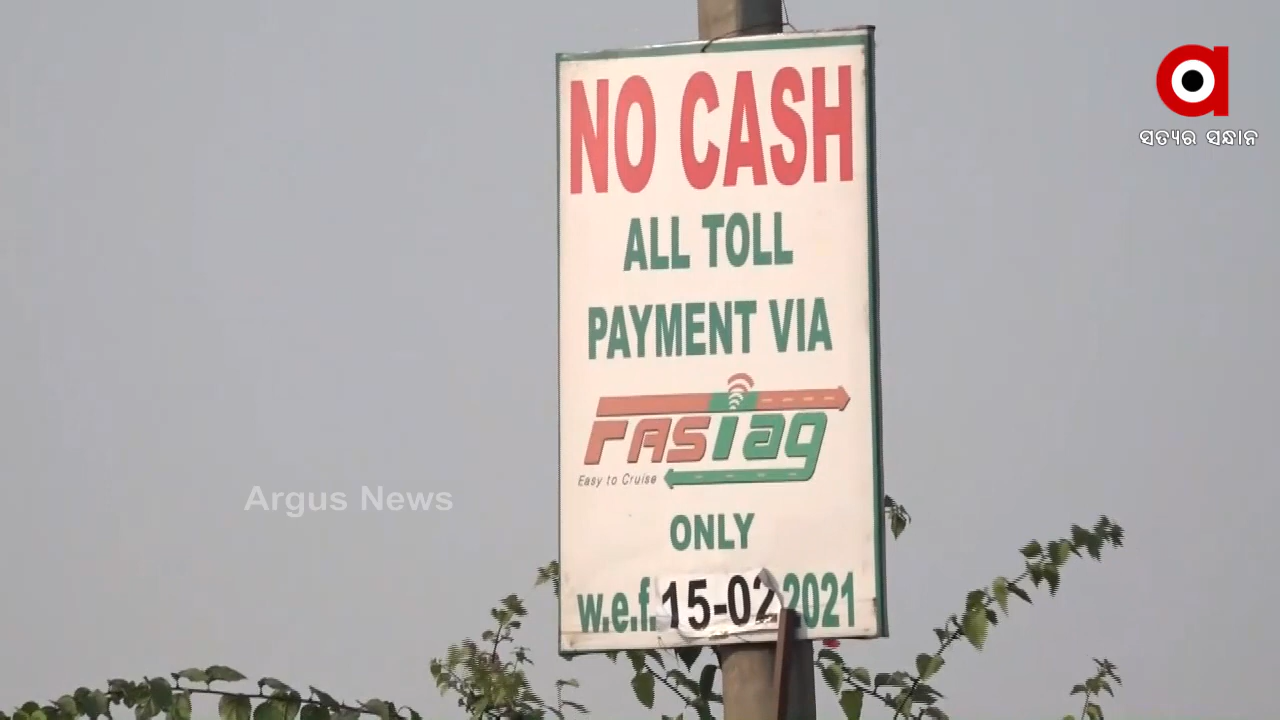 NO CASH
ALL TOLL
PAYMENT VIA
FASTag
Easy to Cruise
ONLY
w.e.f. 15-02 2021
Argus News
a
ସତ୍ୟର ସନ୍ଧାନ